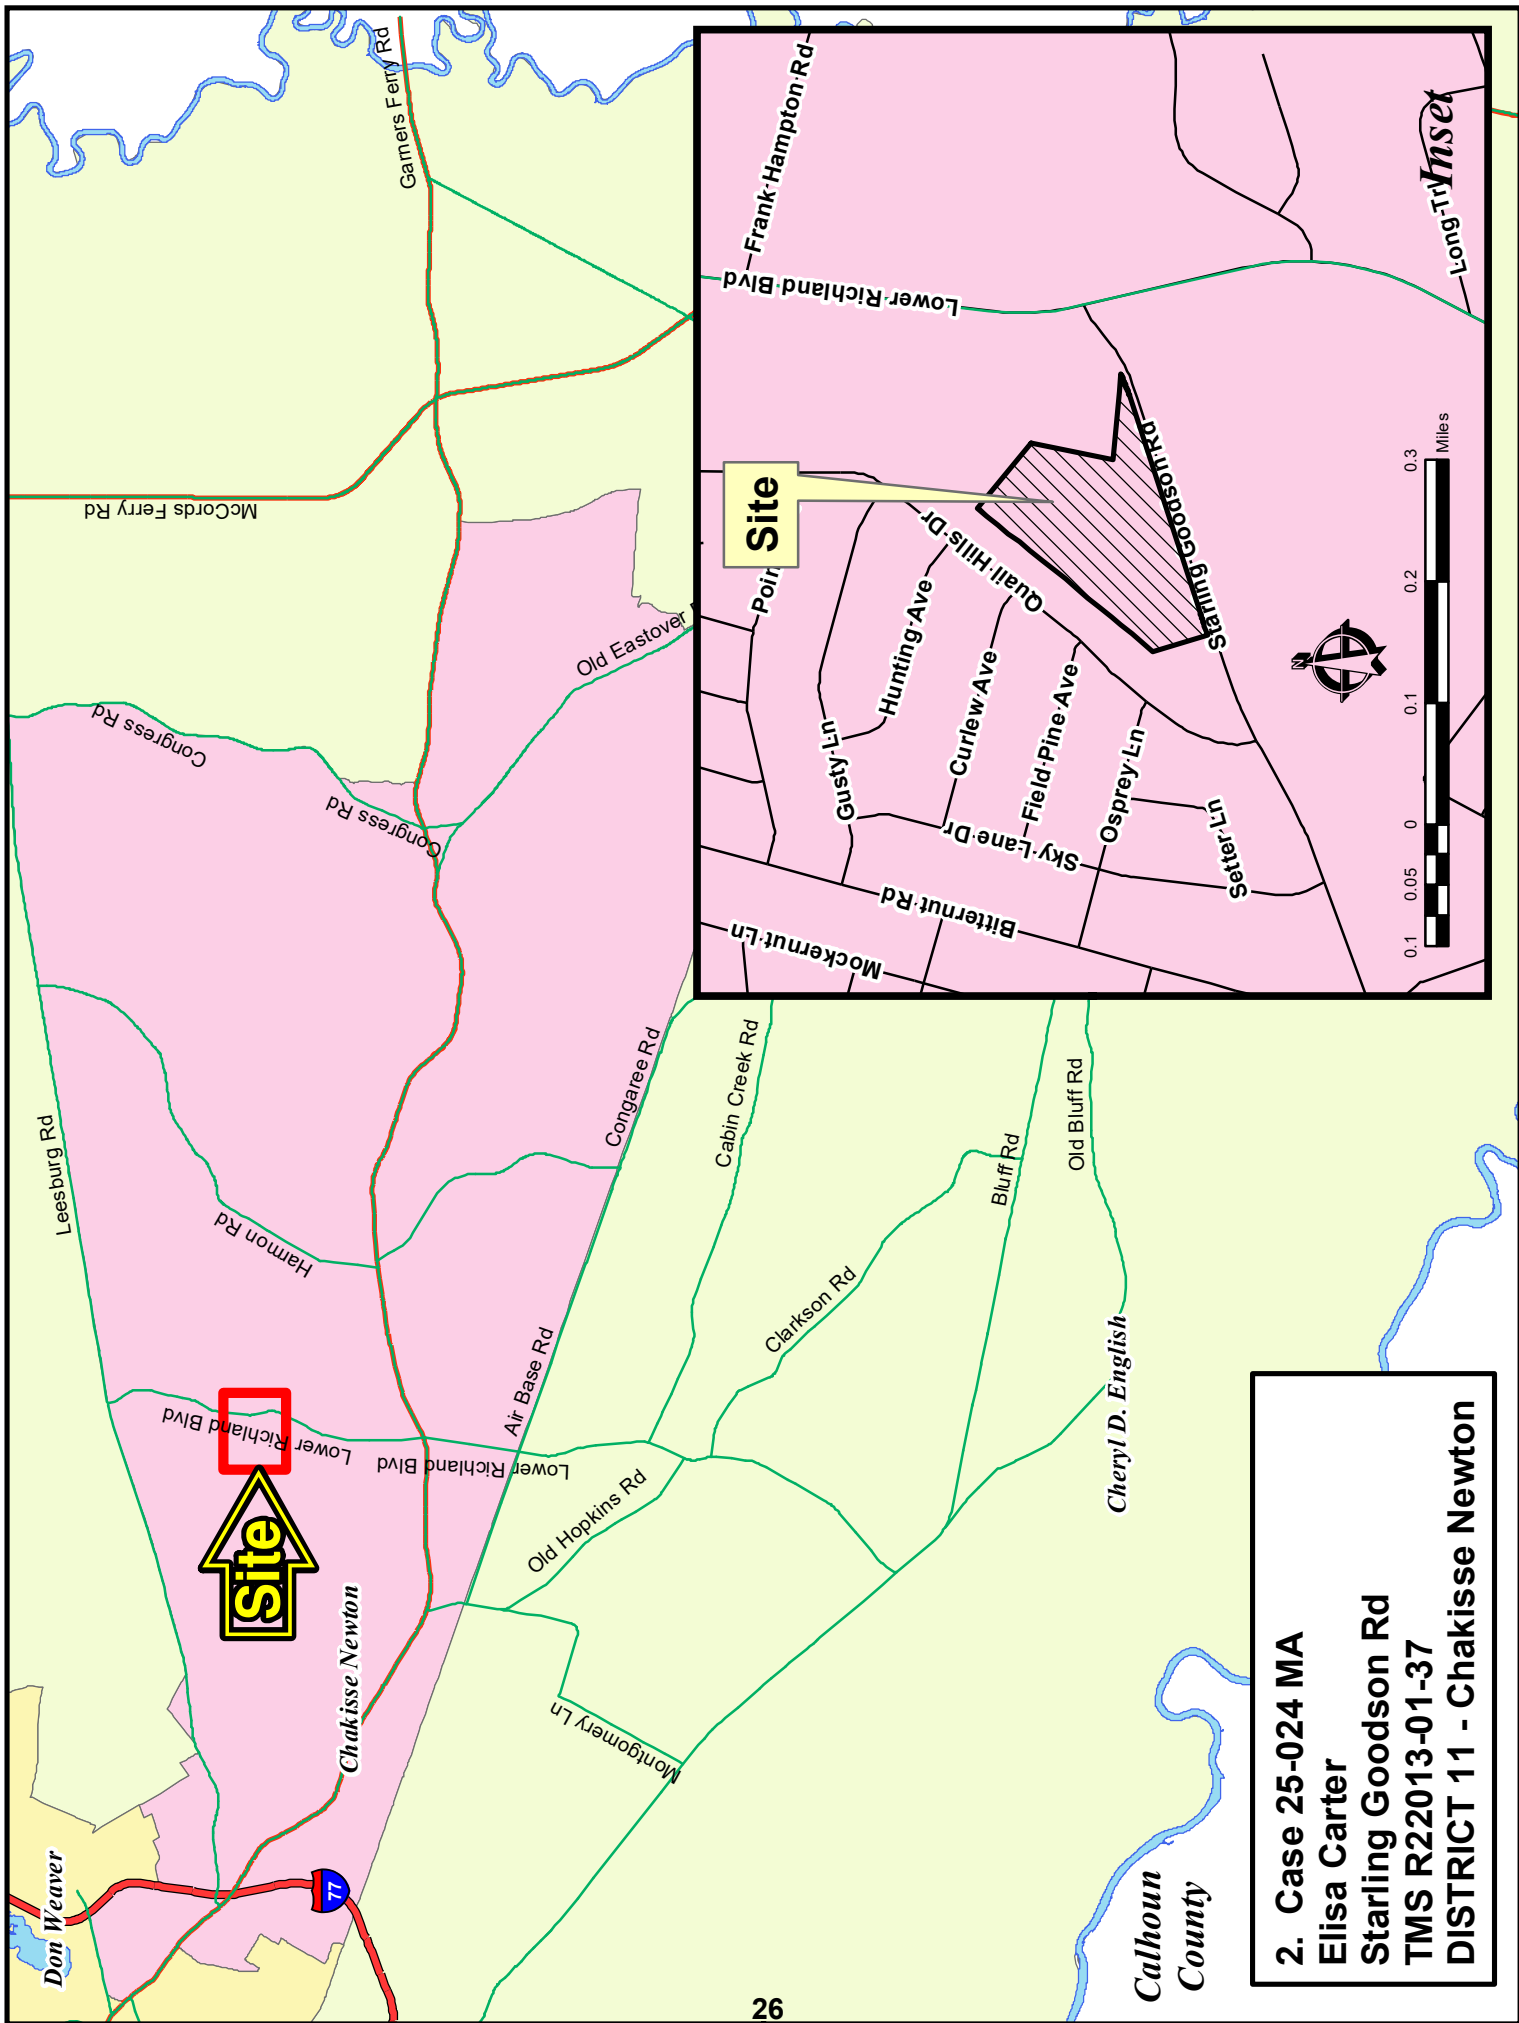 Don Weaver
77
Chakisse Newton
Site
Leesburg Rd
Lower Richland Blvd
Lower Richland Blvd
Lower Richland Blvd
Harmon Rd
Congress Rd
Congress Rd
McCords Ferry Rd
Garners Ferry Rd
Old Eastover
Air Base Rd
Congaree Rd
Old Hopkins Rd
Montgomery Ln
Cabin Creek Rd
Clarkson Rd
Bluff Rd
Old Bluff Rd
Cheryl D. English
Calhoun
County
2. Case 25-024 MA
Elisa Carter
Starling Goodson Rd
TMS R22013-01-37
DISTRICT 11 - Chakisse Newton
Site
Frank Hampton Rd
Lower Richland Blvd
Quail Hills Dr
Hunting Ave
Gusty Ln
Curlew Ave
Field Pine Ave
Osprey Ln
Setter Ln
Sky Lane Dr
Bitternut Rd
Mockernut Ln
Starling Goodson Rd
Inset
N
0.1 0.05 0 0.1 0.2 0.3
Miles
26